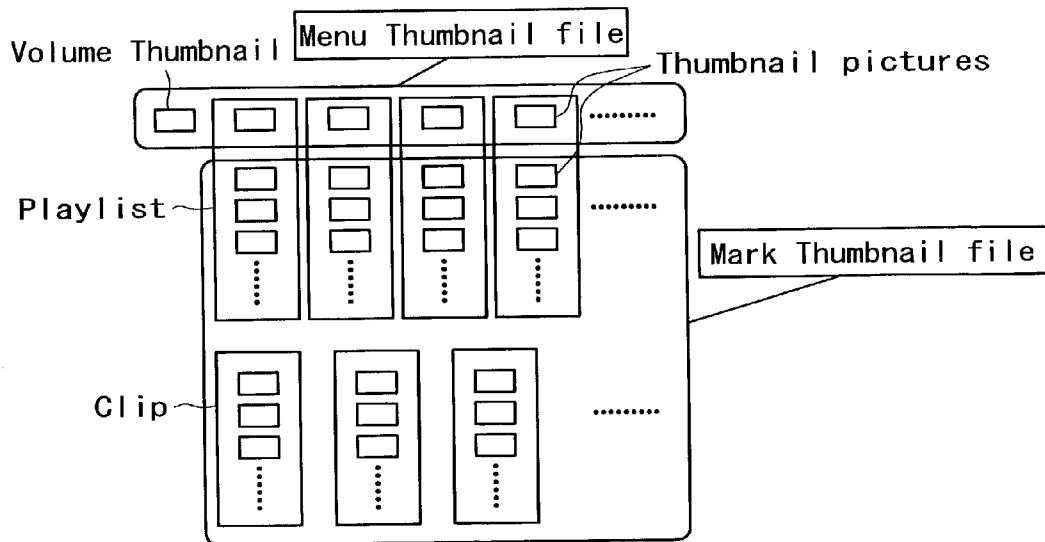 Menu Thumbnail file
Volume Thumbnail
Thumbnail pictures
Playlist
Mark Thumbnail file
Clip